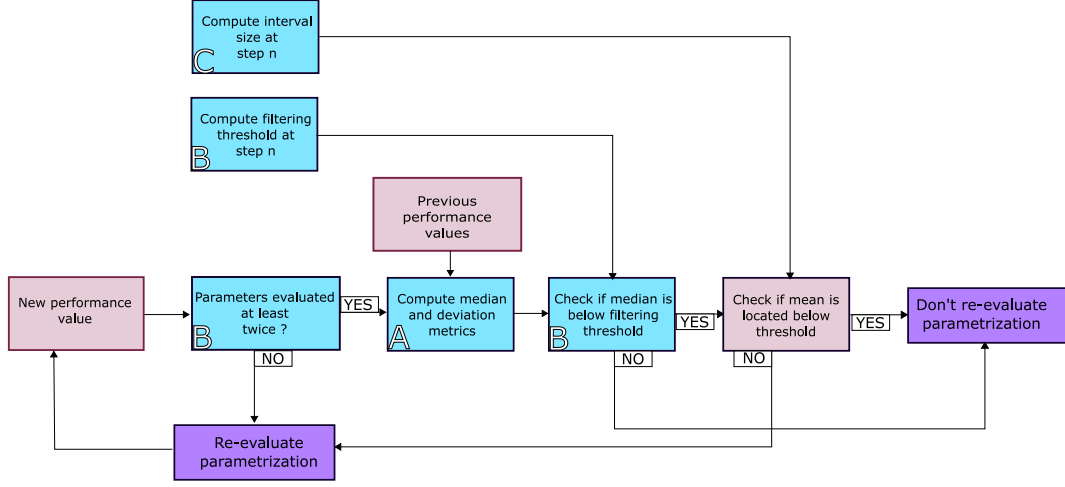 Compute interval
size at
step n
C
Compute filtering
threshold at
step n
B
Previous
performance
values
New performance
value
Parameters evaluated
at least
twice ?
B
YES
NO
Compute median
and deviation
metrics
A
Check if median is
below filtering
threshold
B
YES
NO
Check if mean is
located below
threshold
YES
NO
Don't re-evaluate
parametrization
Re-evaluate
parametrization